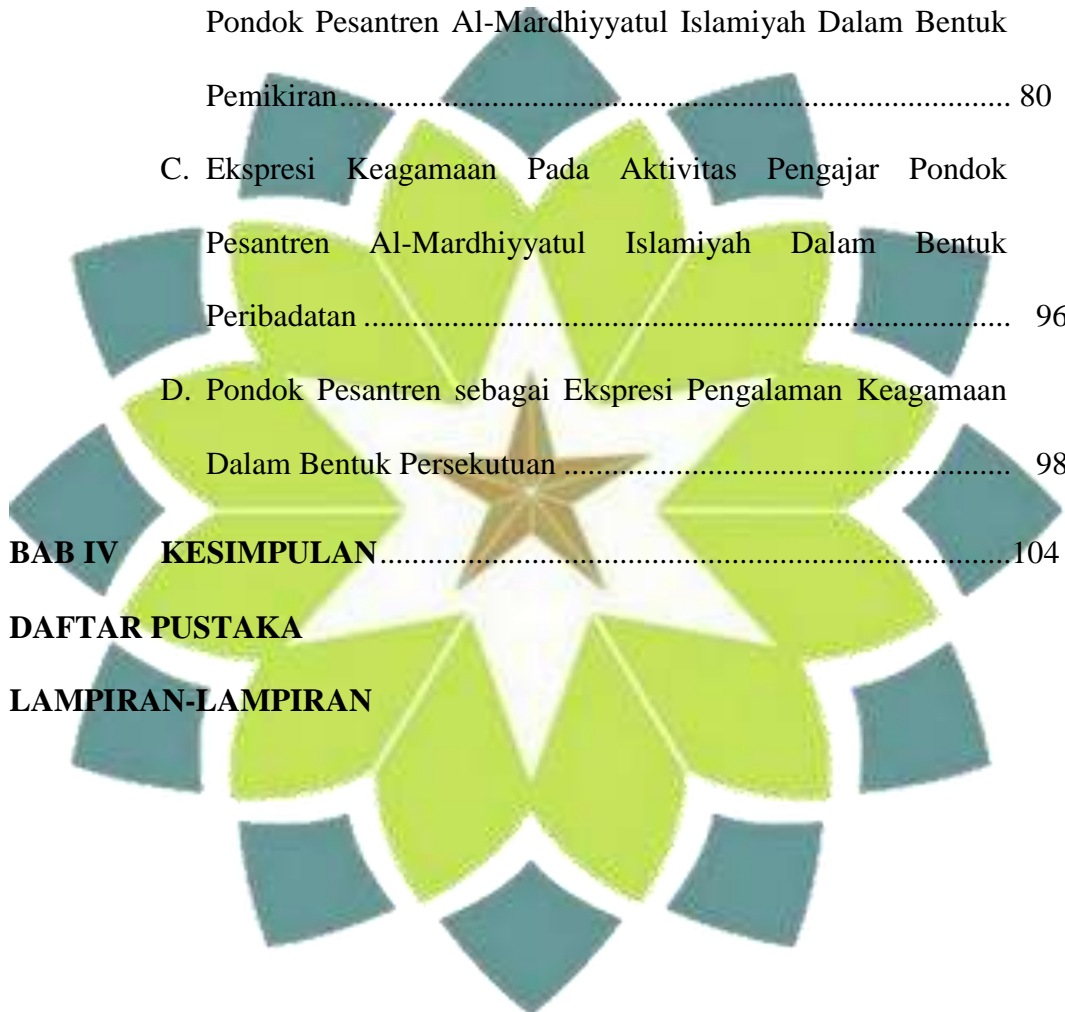 Pondok Pesantren Al-Mardhiyyatul Islamiyah Dalam Bentuk
Pemikiran.......................................................................... 80
C. Ekspresi Keagamaan Pada Aktivitas Pengajar Pondok
Pesantren Al-Mardhiyyatul Islamiyah Dalam Bentuk
Peribadatan ....................................................................... 96
D. Pondok Pesantren sebagai Ekspresi Pengalaman Keagamaan
Dalam Bentuk Persekutuan ................................................. 98
BAB IV KESIMPULAN.....................................................................104
DAFTAR PUSTAKA
LAMPIRAN-LAMPIRAN